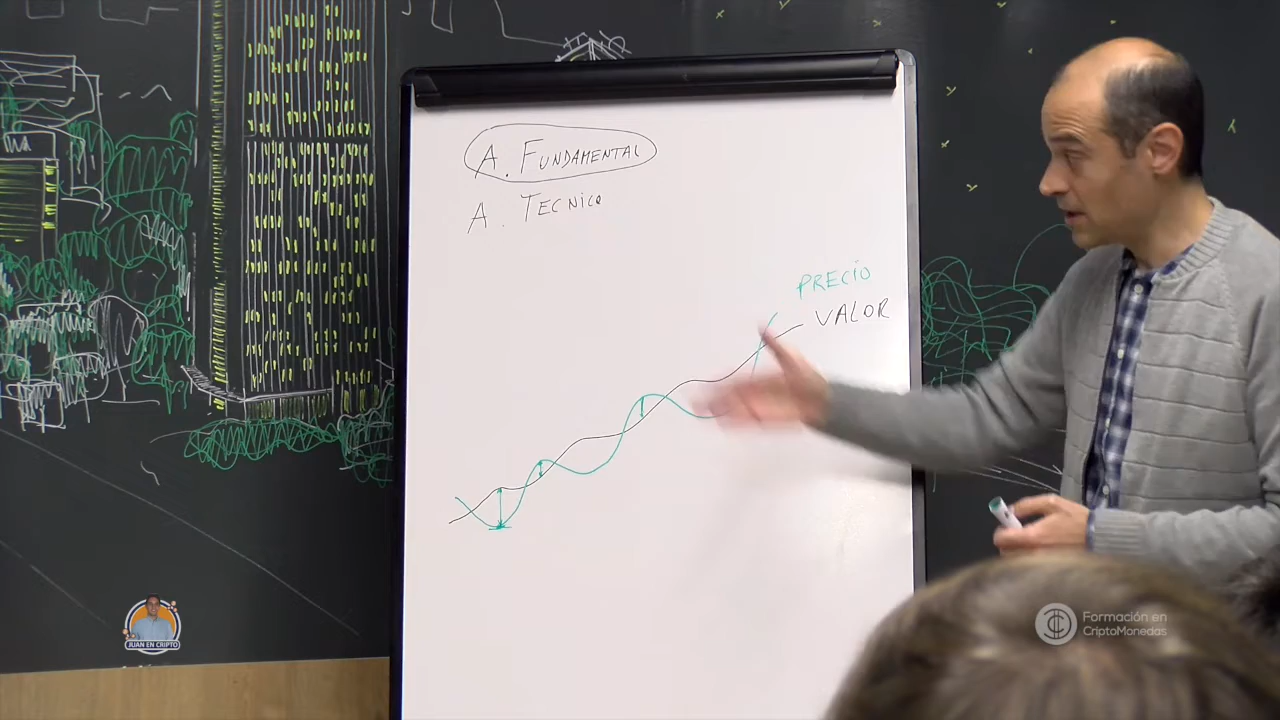 A. FUNDAMENTAL
A. TECNICO
PRECIO
VALOR
JUAN EN CRIPTO
Formación en
CriptoMonedas